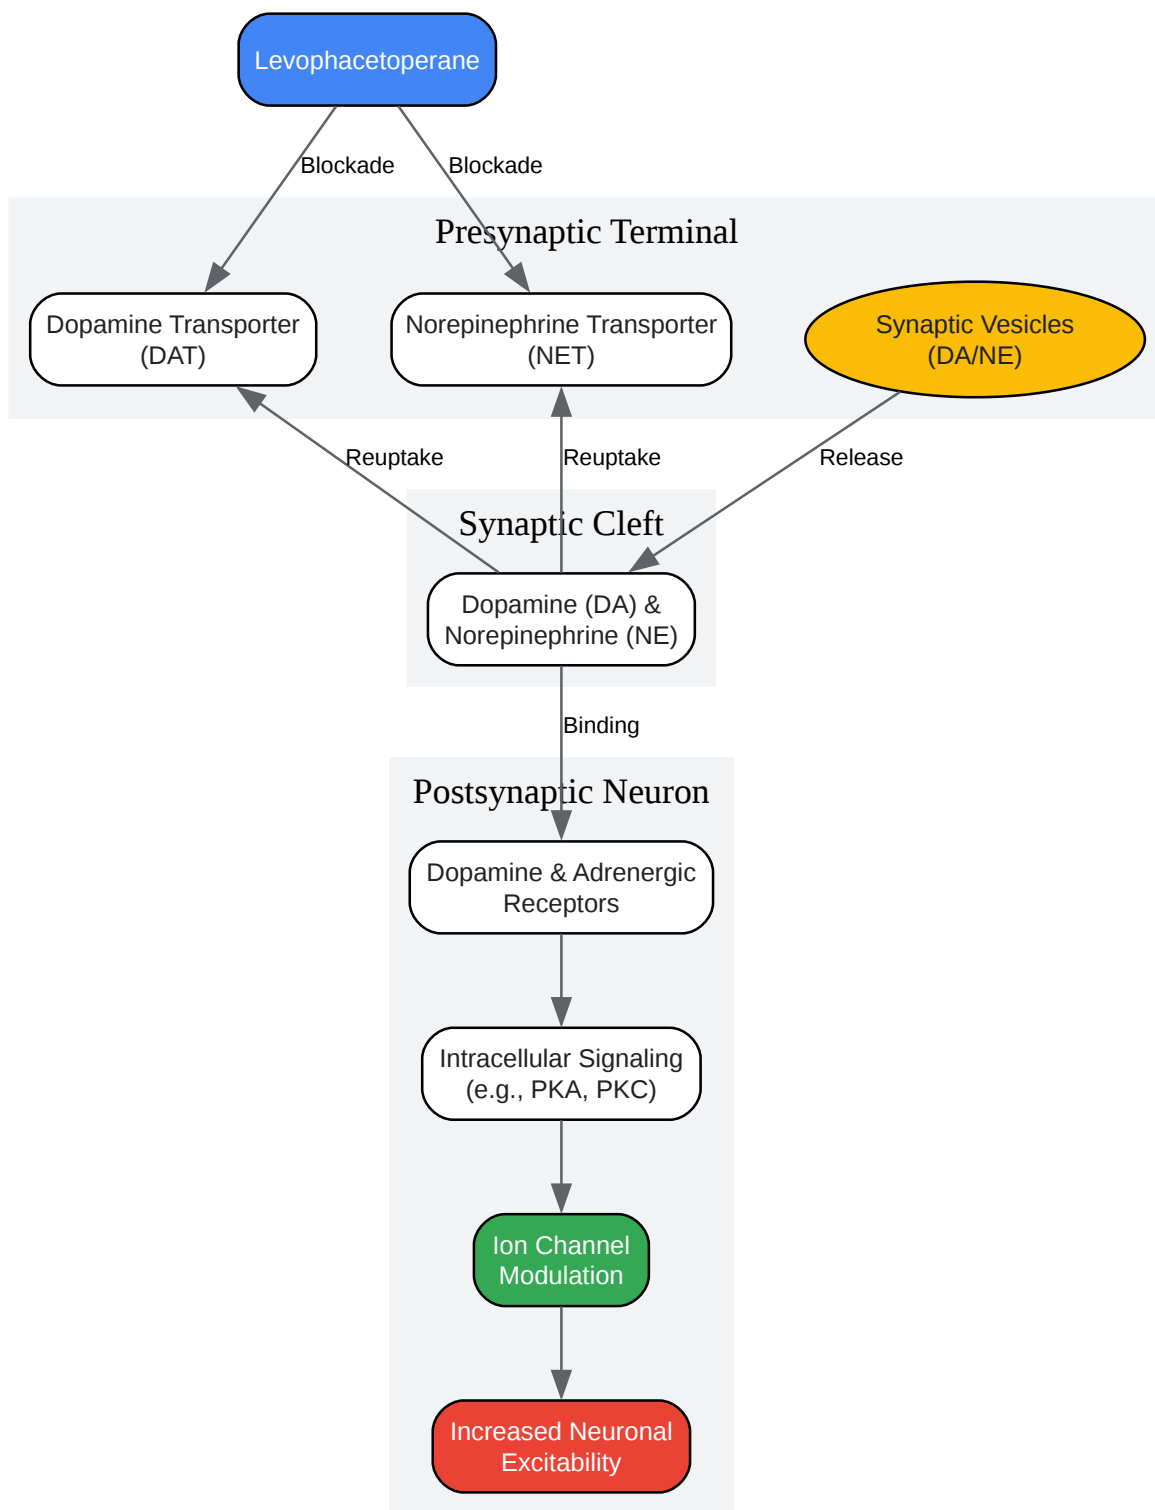 Levophacetoperane
Blockade
Blockade
Presynaptic Terminal
Dopamine Transporter
(DAT)
Norepinephrine Transporter
(NET)
Synaptic Vesicles
(DA/NE)
Reuptake
Reuptake
Release
Synaptic Cleft
Dopamine (DA) &
Norepinephrine (NE)
Binding
Postsynaptic Neuron
Dopamine & Adrenergic
Receptors
Intracellular Signaling
(e.g., PKA, PKC)
Ion Channel
Modulation
Increased Neuronal
Excitability